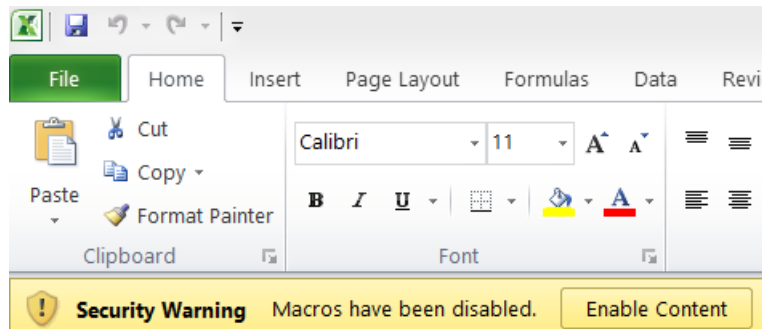 File Home Insert Page Layout Formulas Data Revi
Cut
Calibri 11 A A
Copy
Paste
B I U A
Format Painter
Clipboard Font
Security Warning Macros have been disabled. Enable Content